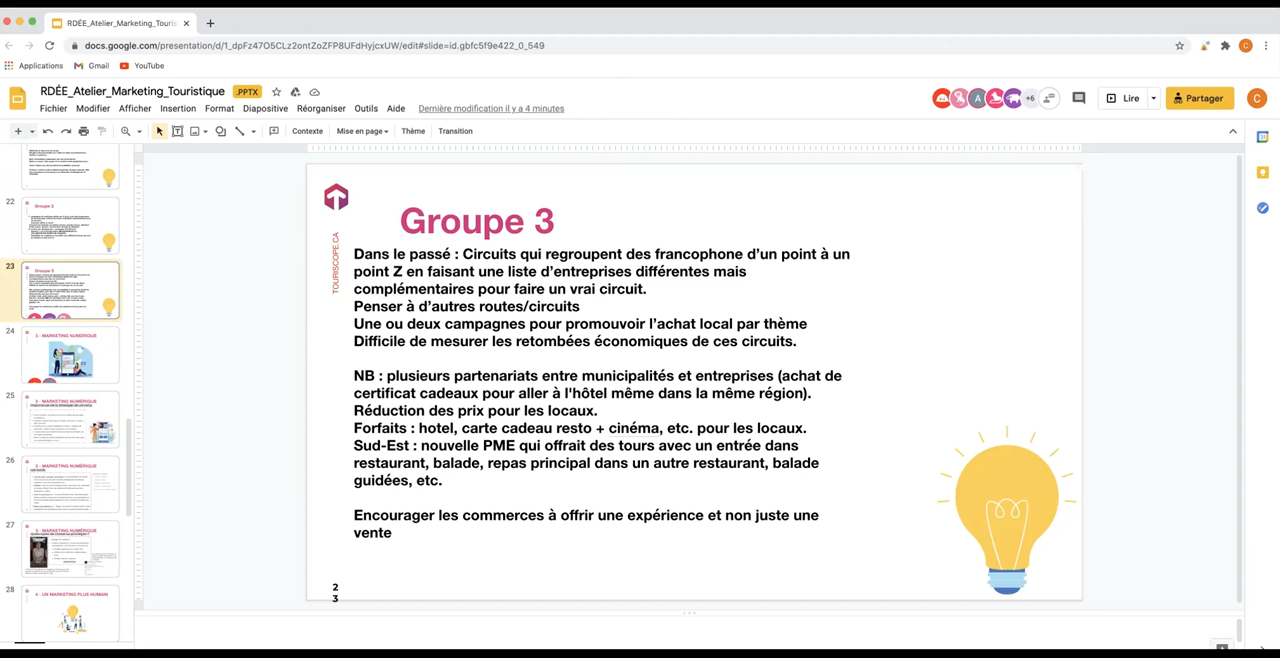 RDÉE_Atelier_Marketing_Touris
docs.google.com/presentation/d/1_dpFz47O5CLz2ontZoZFP8UFdHyjcxUW/edit#slide=id.gbfc5f9e422_0_549
Applications Gmail YouTube
RDÉE_Atelier_Marketing_Touristique .PPTX
Fichier Modifier Afficher Insertion Format Diapositive Réorganiser Outils Aide Dernière modification il y a 4 minutes
A +6 Lire Partager C
Contexte Mise en page Thème Transition
22 Groupe 2
23 Groupe 3
24 3 - MARKETING NUMÉRIQUE
25 3 - MARKETING NUMÉRIQUE
26 3 - MARKETING NUMÉRIQUE
27 3 - MARKETING NUMÉRIQUE
28 4 - UN MARKETING PLUS HUMAIN
TOURISCOPE.CA
Groupe 3
Dans le passé : Circuits qui regroupent des francophone d’un point à un
point Z en faisant une liste d’entreprises différentes mais
complémentaires pour faire un vrai circuit.
Penser à d’autres routes/circuits
Une ou deux campagnes pour promouvoir l’achat local par thème
Difficile de mesurer les retombées économiques de ces circuits.
NB : plusieurs partenariats entre municipalités et entreprises (achat de
certificat cadeaux pour aller à l'hôtel même dans la même région).
Réduction des prix pour les locaux.
Forfaits : hotel, carte cadeau resto + cinéma, etc. pour les locaux.
Sud-Est : nouvelle PME qui offrait des tours avec un entrée dans
restaurant, balade, repas principal dans un autre restaurant, balade
guidées, etc.
Encourager les commerces à offrir une expérience et non juste une
vente
2
3